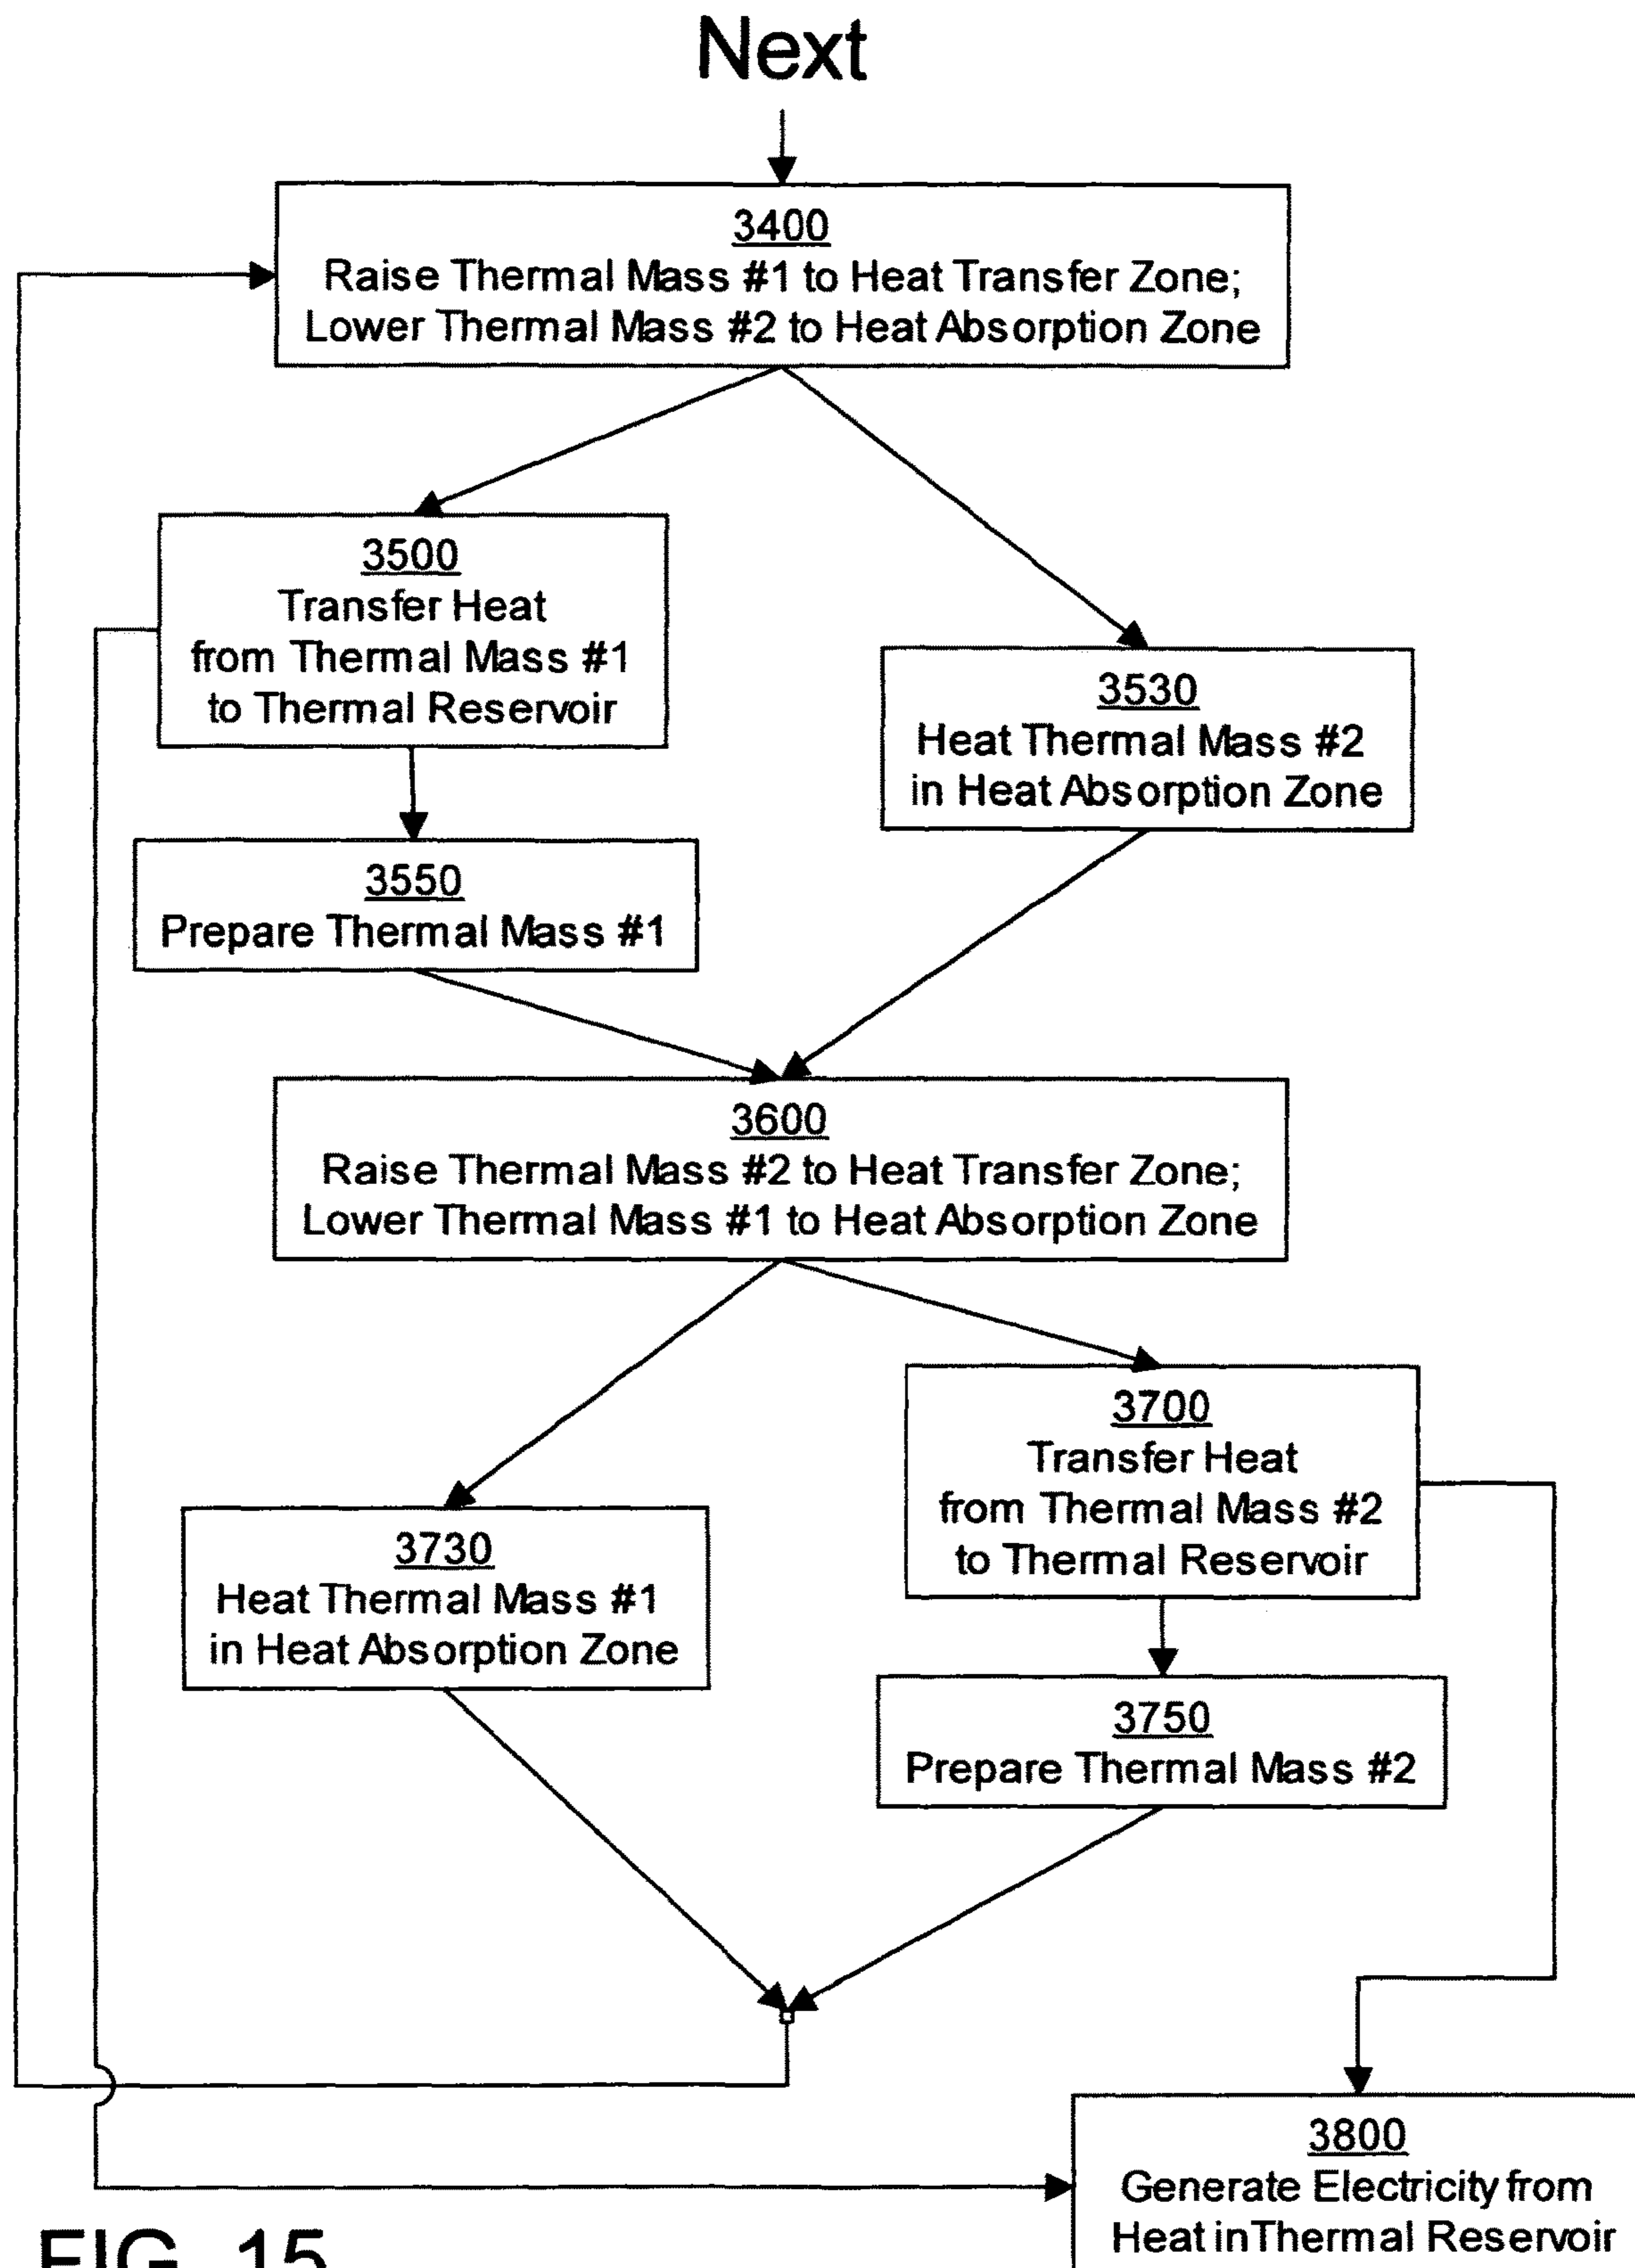 Next
3400
Raise Thermal Mass #1 to Heat Transfer Zone;
Lower Thermal Mass #2 to Heat Absorption Zone
3500
Transfer Heat
from Thermal Mass #1
to Thermal Reservoir
3530
Heat Thermal Mass #2
in Heat Absorption Zone
3550
Prepare Thermal Mass #1
3600
Raise Thermal Mass #2 to Heat Transfer Zone;
Lower Thermal Mass #1 to Heat Absorption Zone
3700
Transfer Heat
from Thermal Mass #2
to Thermal Reservoir
3730
Heat Thermal Mass #1
in Heat Absorption Zone
3750
Prepare Thermal Mass #2
3800
Generate Electricity from
Heat in Thermal Reservoir
FIG. 15